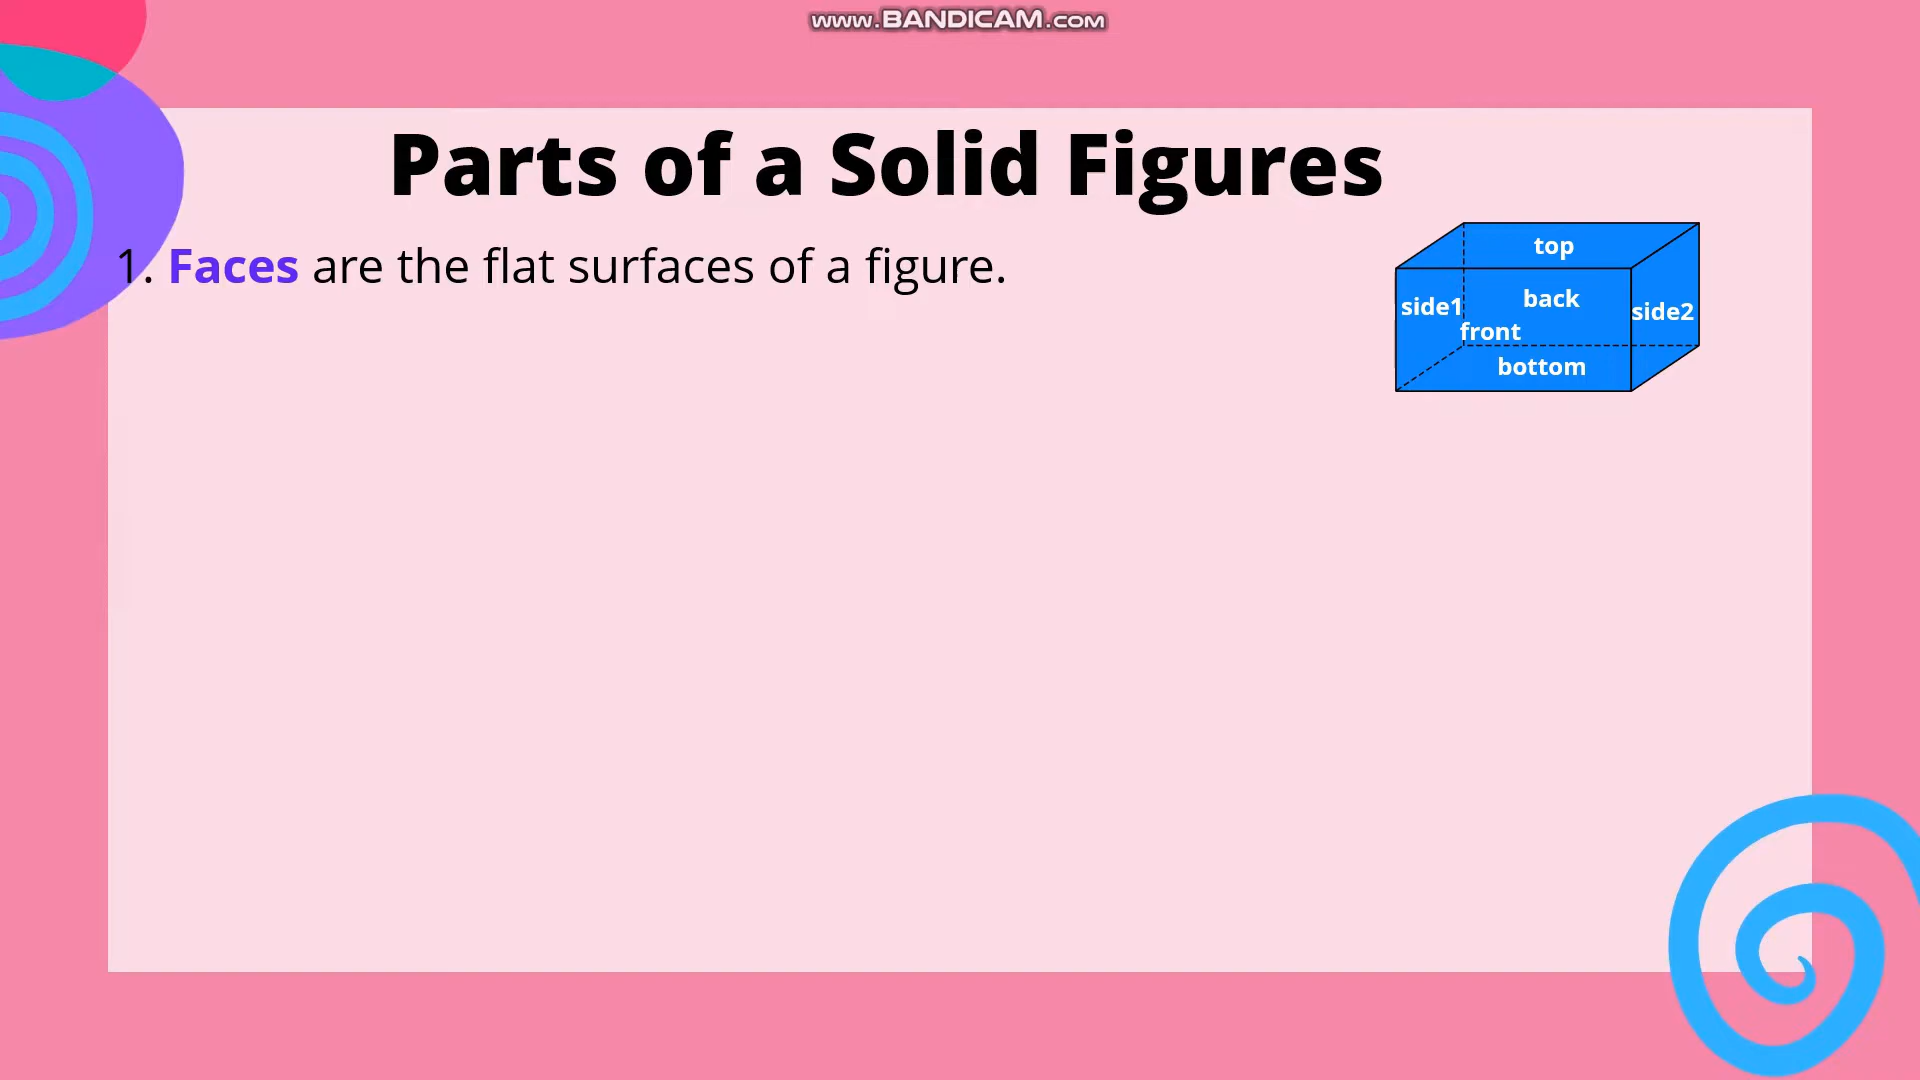 www.BANDICAM.com
Parts of a Solid Figures
1. Faces are the flat surfaces of a figure.
top
back
side1
side2
front
bottom